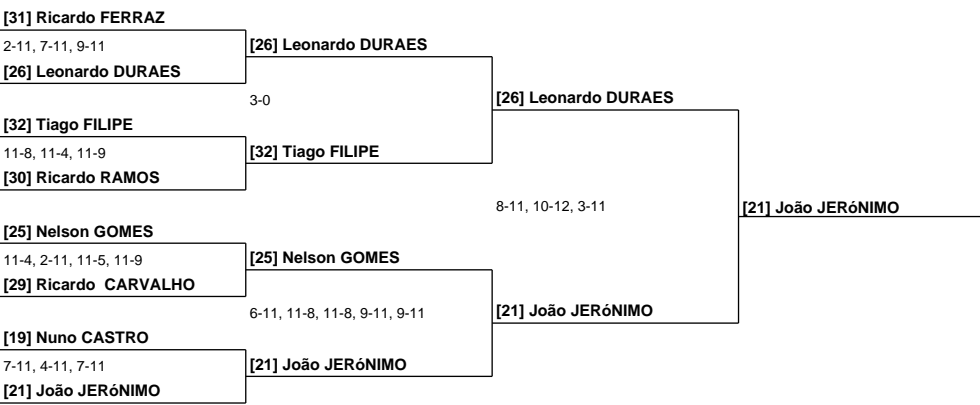 [31] Ricardo FERRAZ
2-11, 7-11, 9-11
[26] Leonardo DURAES
[26] Leonardo DURAES
3-0
[26] Leonardo DURAES
[32] Tiago FILIPE
11-8, 11-4, 11-9
[32] Tiago FILIPE
[30] Ricardo RAMOS
8-11, 10-12, 3-11
[21] João JERóNIMO
[25] Nelson GOMES
11-4, 2-11, 11-5, 11-9
[25] Nelson GOMES
[29] Ricardo  CARVALHO
6-11, 11-8, 11-8, 9-11, 9-11
[21] João JERóNIMO
[19] Nuno CASTRO
7-11, 4-11, 7-11
[21] João JERóNIMO
[21] João JERóNIMO